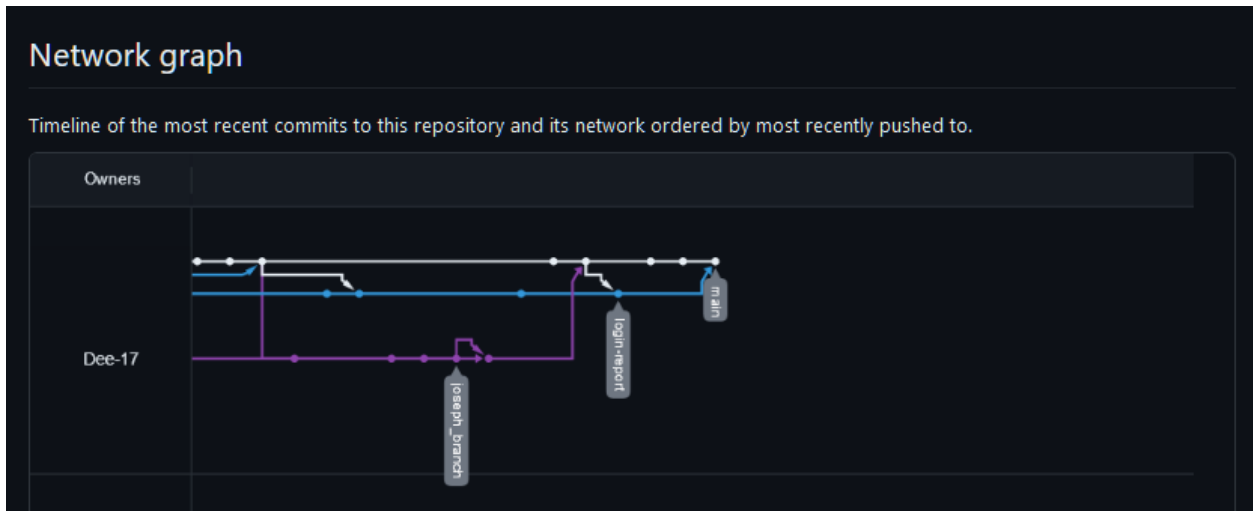 Network graph
Timeline of the most recent commits to this repository and its network ordered by most recently pushed to.
Owners
Dee-17
main
login-report
joseph_branch